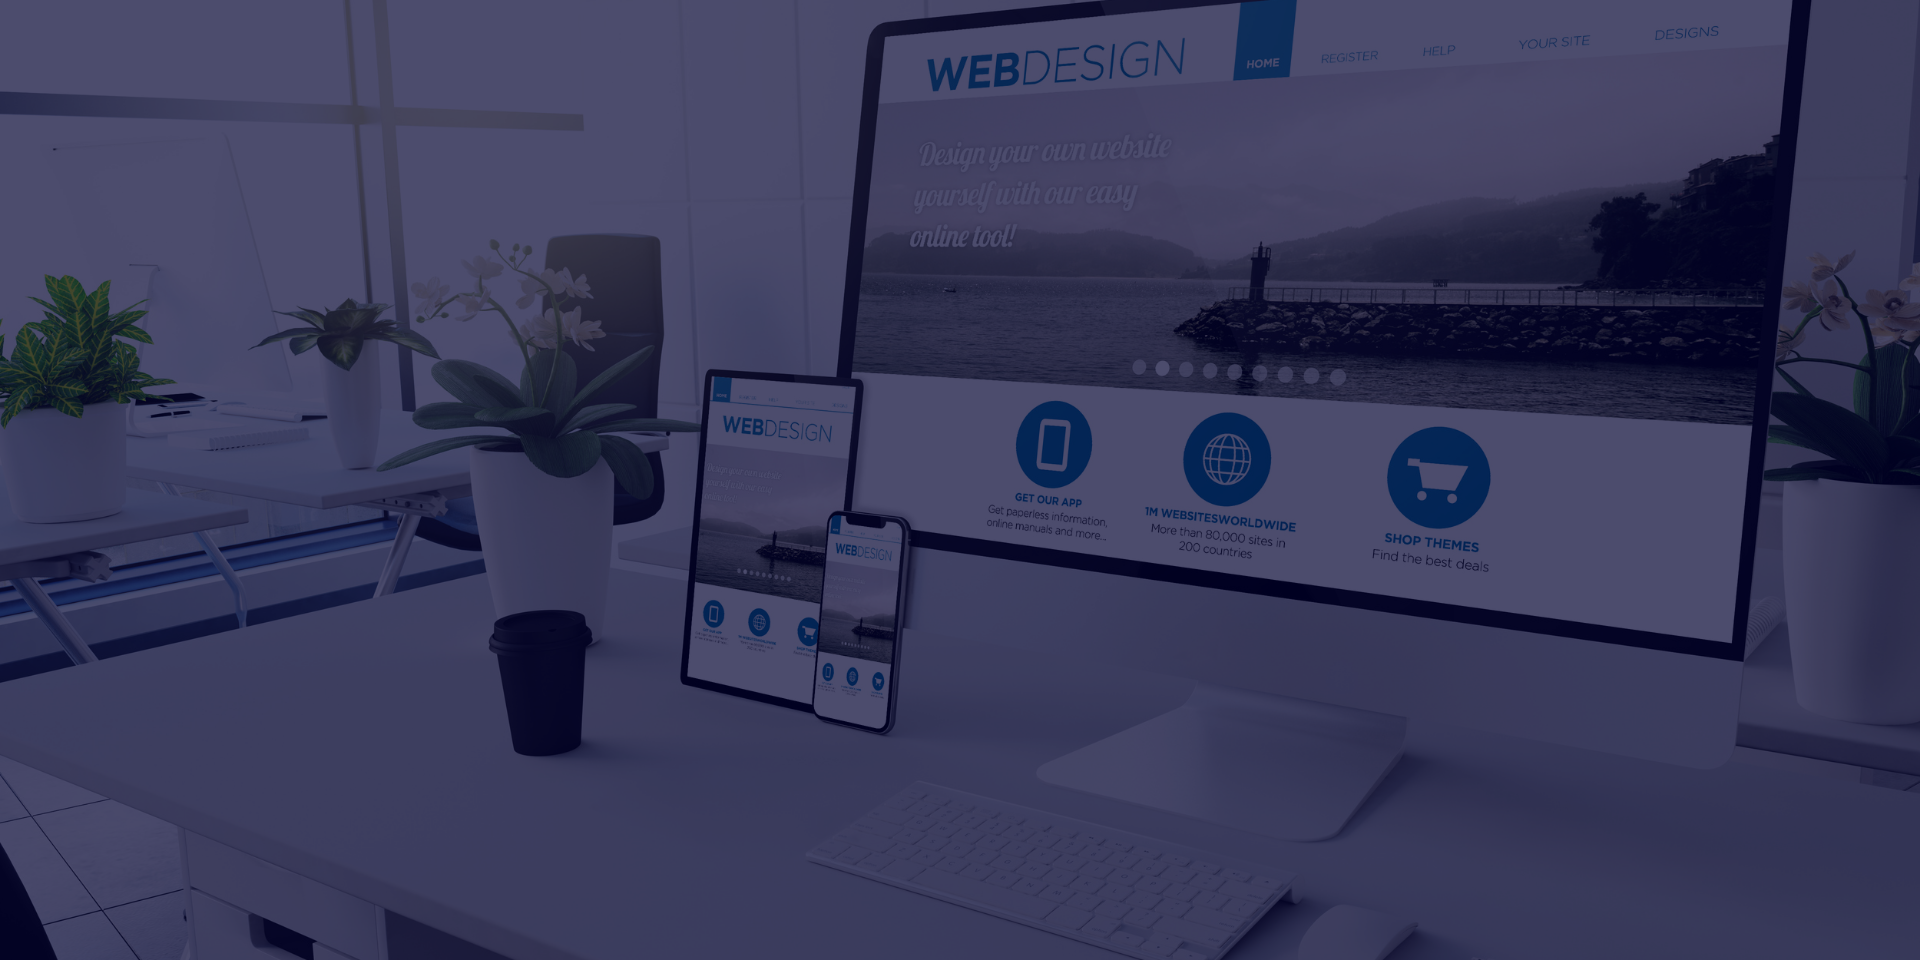 WEBDESIGN
HOME REGISTER HELP YOUR SITE DESIGNS
Design your own website
yourself with our easy
online tool!
GET OUR APP
Get paperless information,
online manuals and more...
1M WEBSITESWORLDWIDE
More than 80,000 sites in
200 countries
SHOP THEMES
Find the best deals
WEBDESIGN
WEBDESIGN